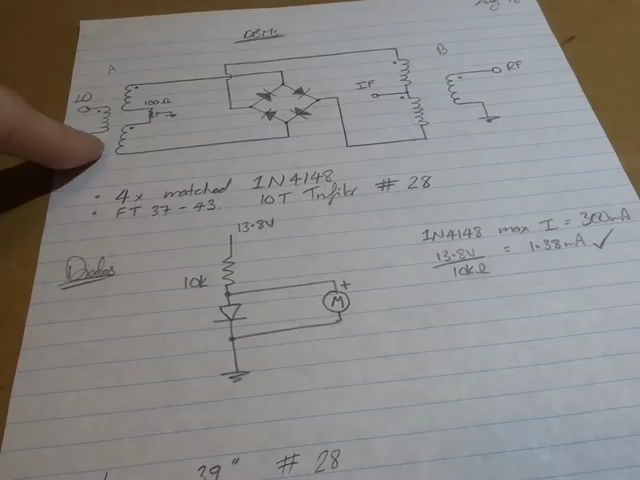 DBM.
A
B
LO
100Ω
IF
RF
• 4x matched 1N4148
• FT 37-43. 10T Trifilar #28
13.8V
1N4148 max I = 300mA
13.8V / 10kΩ = 1.38mA ✓
Diodes
10k
+
M
39" #28